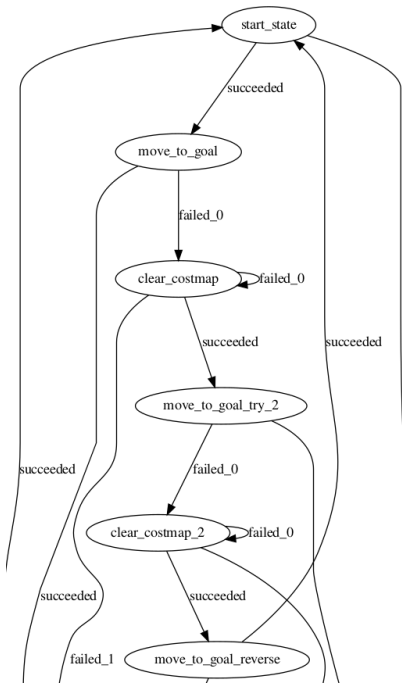 start_state
succeeded
move_to_goal
failed_0
clear_costmap
failed_0
succeeded
succeeded
move_to_goal_try_2
succeeded
failed_0
clear_costmap_2
failed_0
succeeded
succeeded
failed_1
move_to_goal_reverse